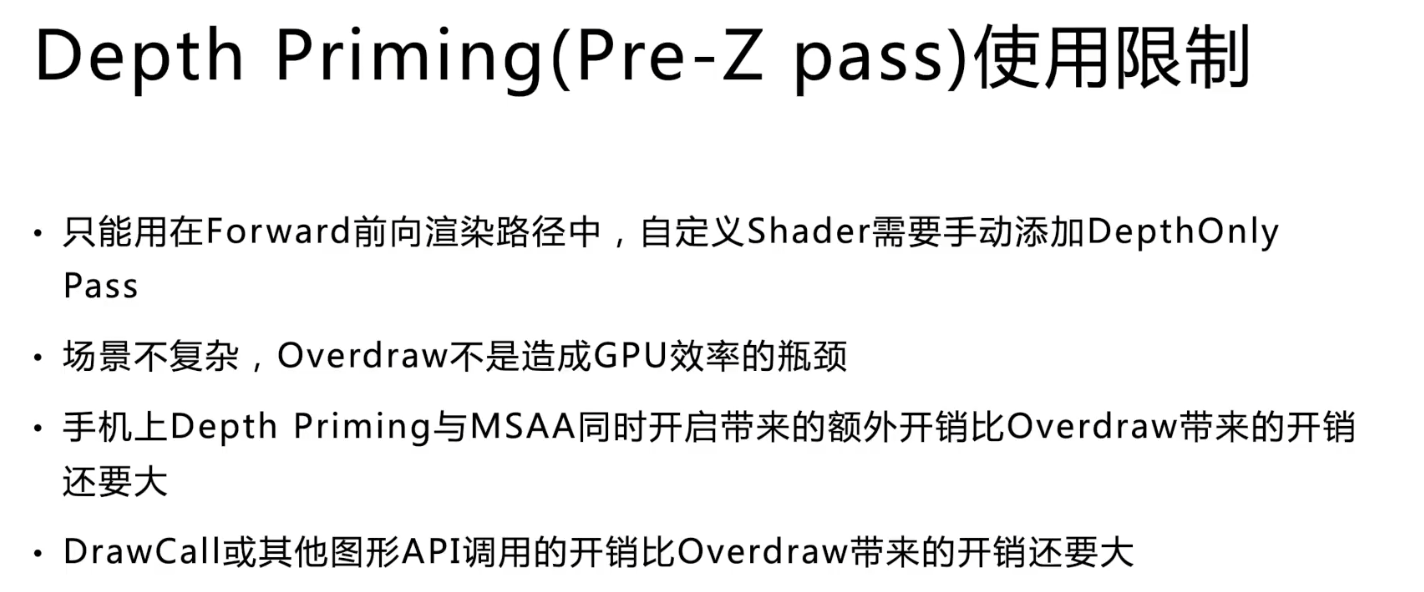 Depth Priming(Pre-Z pass)使用限制
• 只能用在Forward前向渲染路径中，自定义Shader需要手动添加DepthOnly
Pass
• 场景不复杂，Overdraw不是造成GPU效率的瓶颈
• 手机上Depth Priming与MSAA同时开启带来的额外开销比Overdraw带来的开销
还要大
• DrawCall或其他图形API调用的开销比Overdraw带来的开销还要大